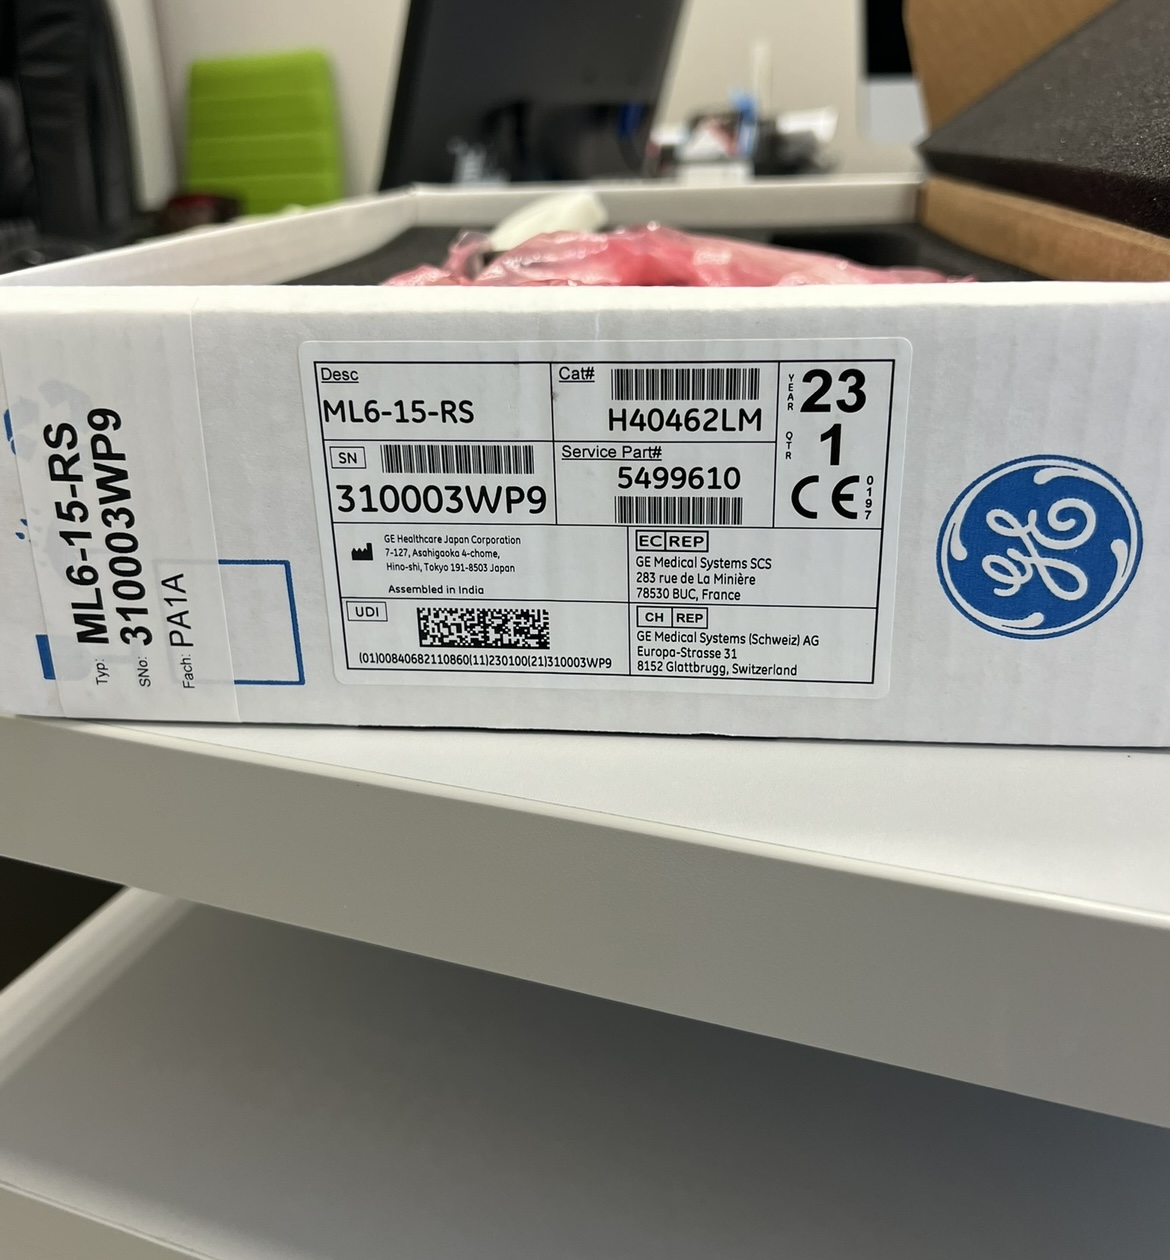 Typ: ML6-15-RS
SNo: 310003WP9
Fach: PA1A
Desc
ML6-15-RS
Cat#
H40462LM
YEAR 23
QTR 1
SN
310003WP9
Service Part#
5499610
CE 0197
GE Healthcare Japan Corporation
7-127, Asahigaoka 4-chome,
Hino-shi, Tokyo 191-8503 Japan
Assembled in India
EC REP
GE Medical Systems SCS
283 rue de La Minière
78530 BUC, France
UDI
(01)00840682110860(11)230100(21)310003WP9
CH REP
GE Medical Systems (Schweiz) AG
Europa-Strasse 31
8152 Glattbrugg, Switzerland
GE